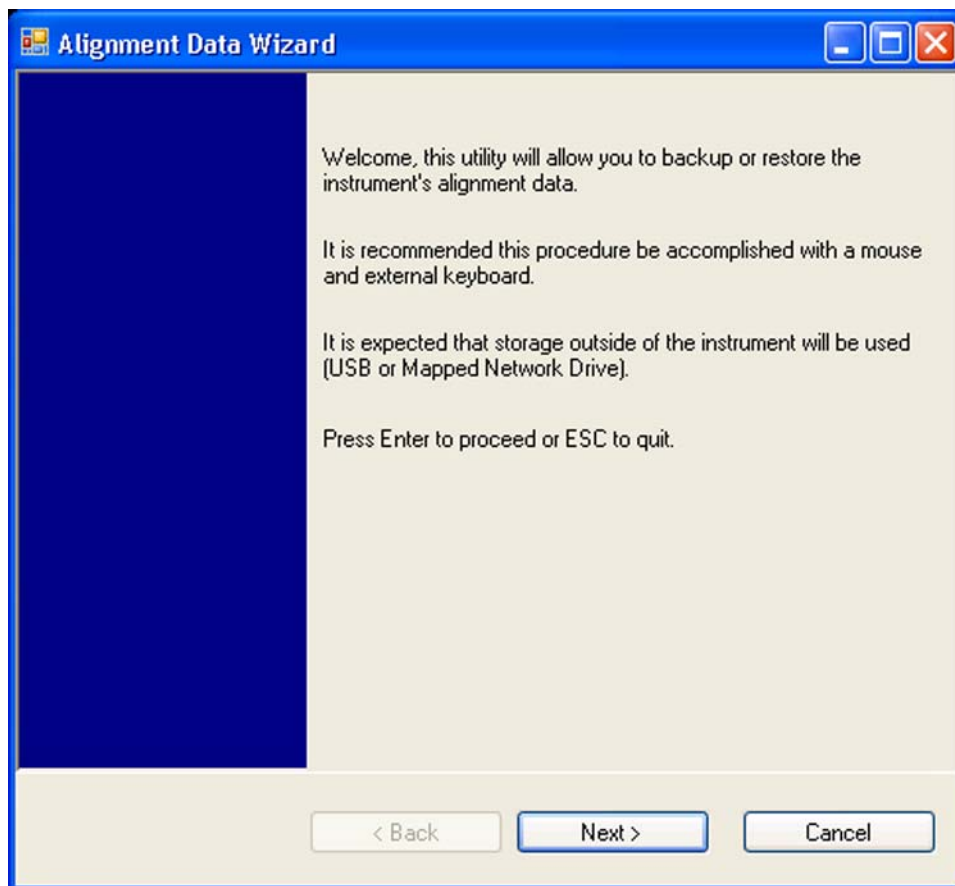 Alignment Data Wizard
Welcome, this utility will allow you to backup or restore the
instrument's alignment data.
It is recommended this procedure be accomplished with a mouse
and external keyboard.
It is expected that storage outside of the instrument will be used
(USB or Mapped Network Drive).
Press Enter to proceed or ESC to quit.
< Back
Next >
Cancel